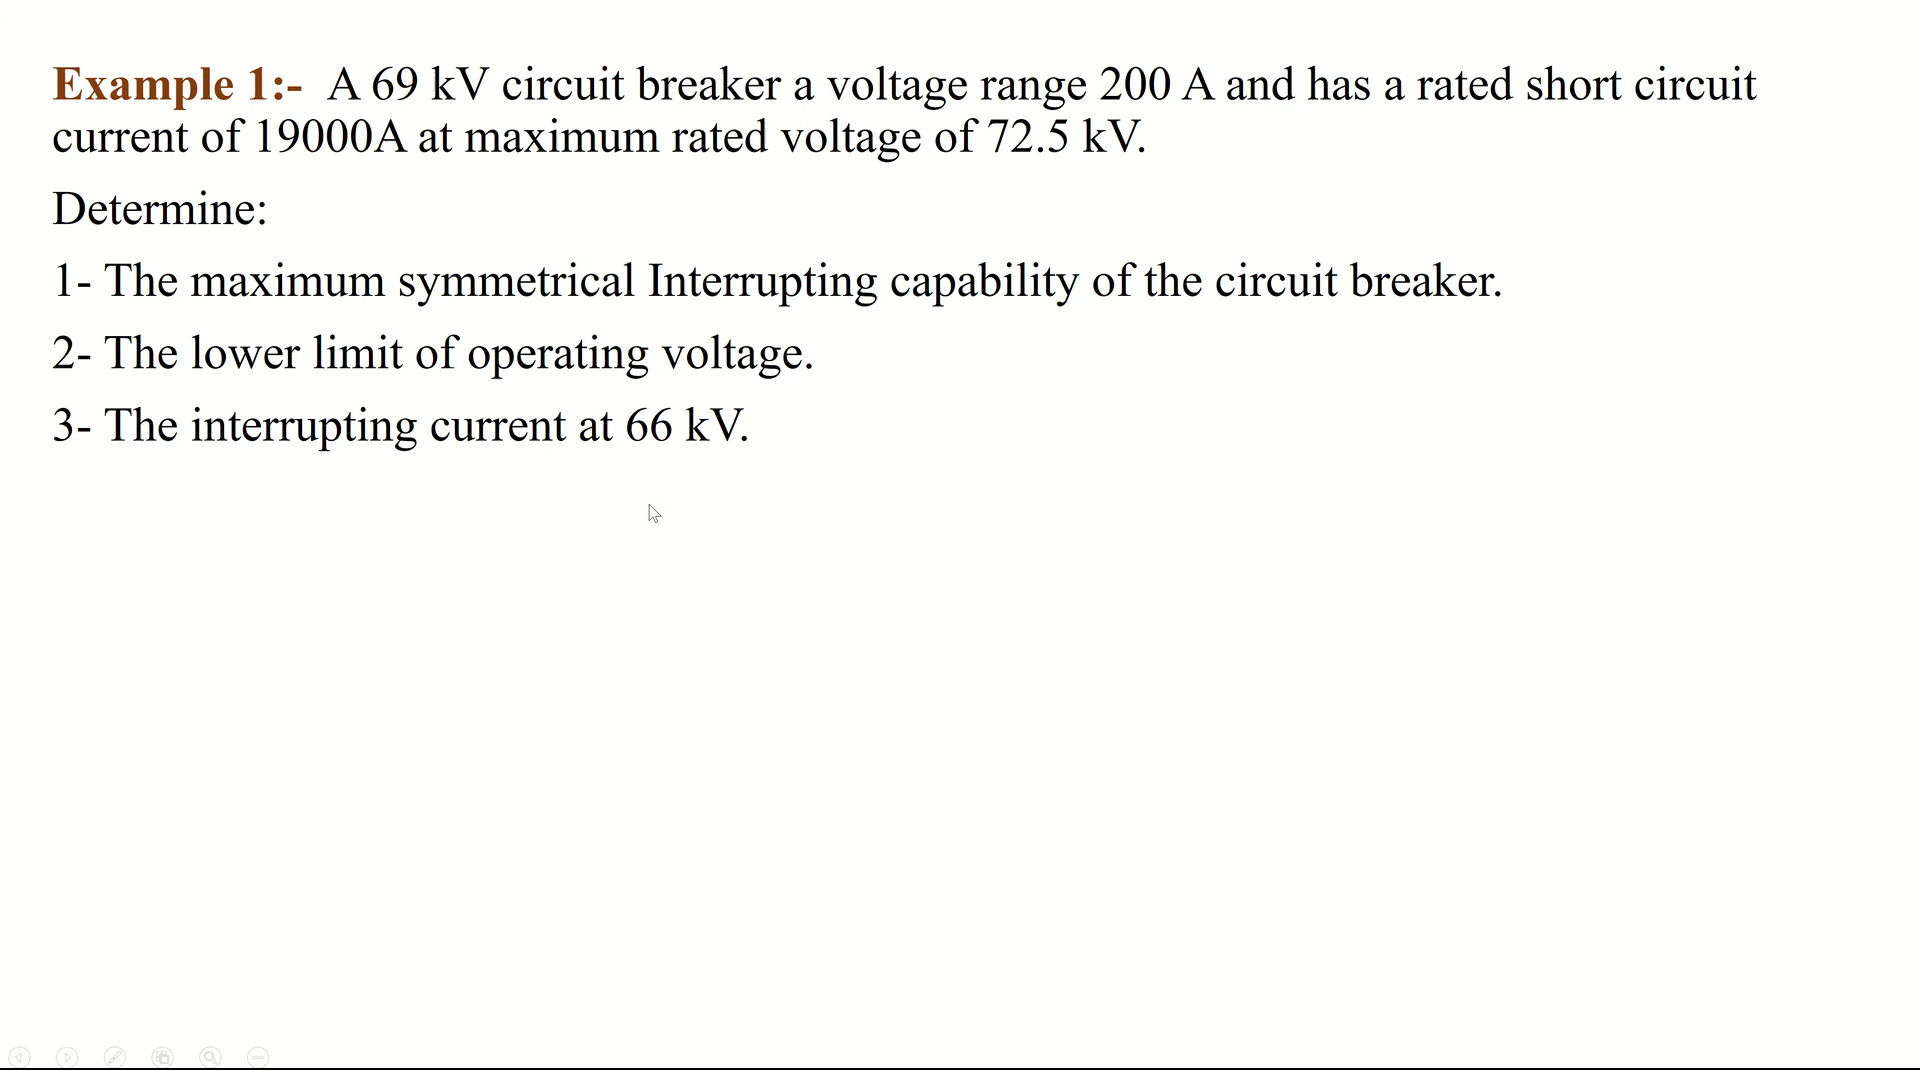 Example 1:- A 69 kV circuit breaker a voltage range 200 A and has a rated short circuit
current of 19000A at maximum rated voltage of 72.5 kV.
Determine:
1- The maximum symmetrical Interrupting capability of the circuit breaker.
2- The lower limit of operating voltage.
3- The interrupting current at 66 kV.